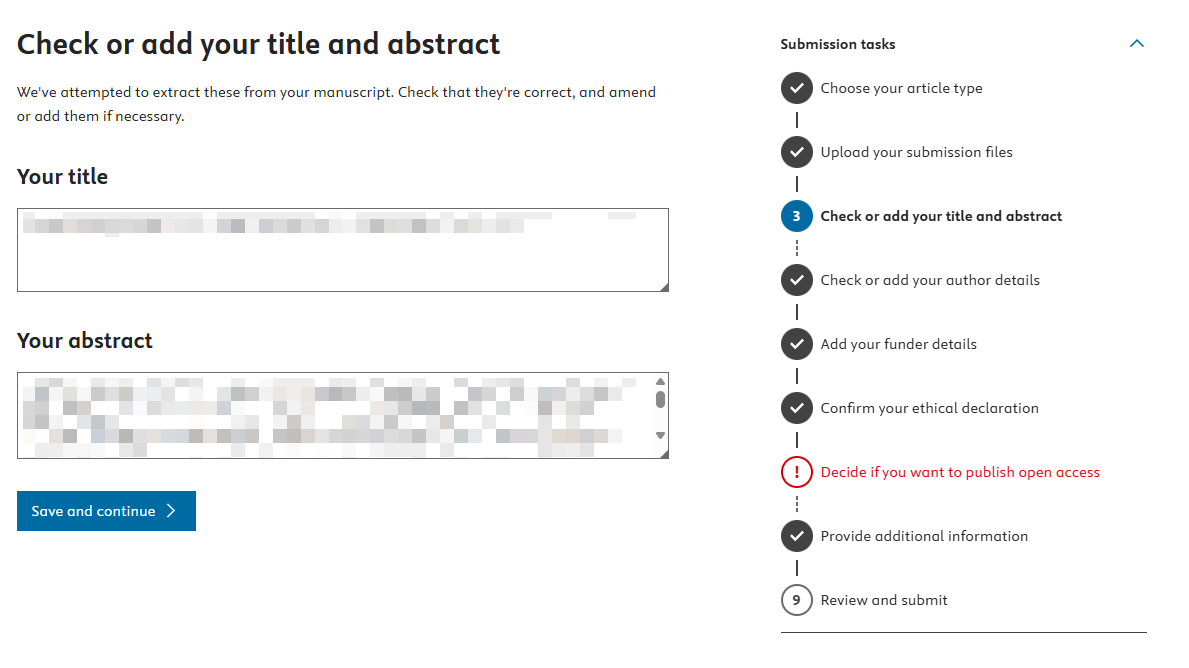 Check or add your title and abstract
We've attempted to extract these from your manuscript. Check that they're correct, and amend
or add them if necessary.
Your title
Your abstract
Save and continue
Submission tasks
Choose your article type
Upload your submission files
3 Check or add your title and abstract
Check or add your author details
Add your funder details
Confirm your ethical declaration
! Decide if you want to publish open access
Provide additional information
9 Review and submit